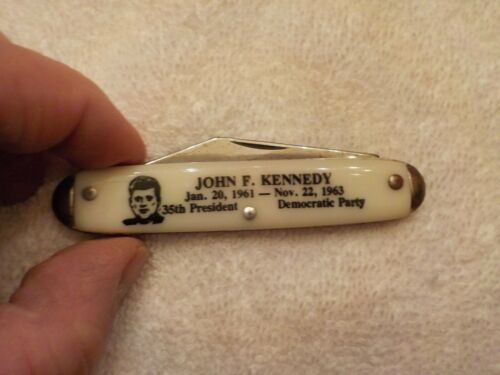 JOHN F. KENNEDY
Jan. 20, 1961 — Nov. 22, 1963
35th President Democratic Party